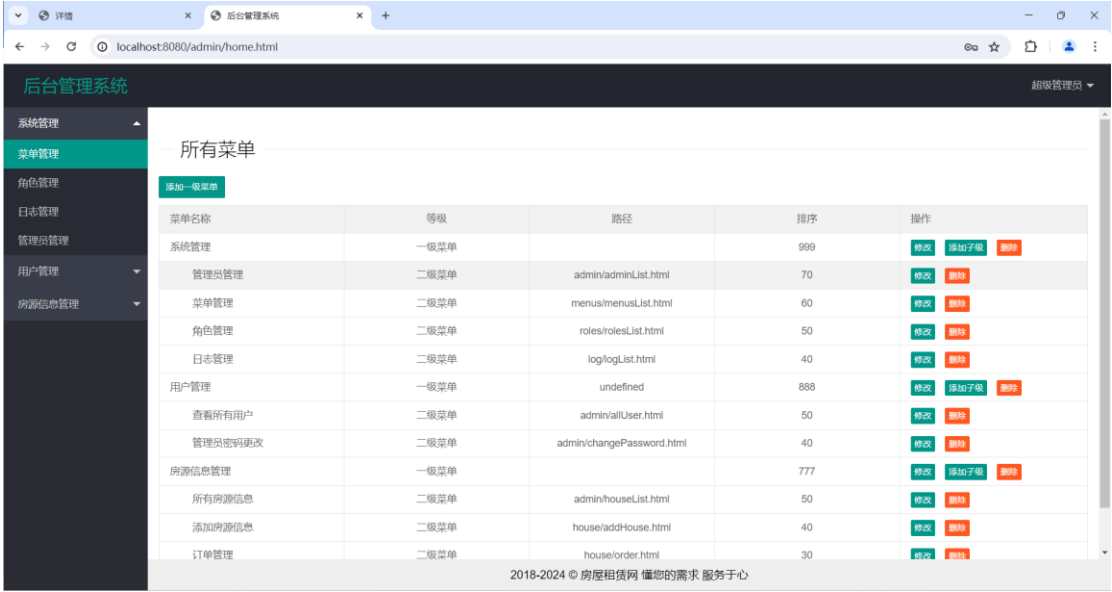 详情
后台管理系统
localhost:8080/admin/home.html
后台管理系统
超级管理员
系统管理
菜单管理
角色管理
日志管理
管理员管理
用户管理
房源信息管理
所有菜单
添加一级菜单
菜单名称 等级 路径 排序 操作
系统管理 一级菜单 999 修改 添加子级 删除
管理员管理 二级菜单 admin/adminList.html 70 修改 删除
菜单管理 二级菜单 menus/menusList.html 60 修改 删除
角色管理 二级菜单 roles/rolesList.html 50 修改 删除
日志管理 二级菜单 log/logList.html 40 修改 删除
用户管理 一级菜单 undefined 888 修改 添加子级 删除
查看所有用户 二级菜单 admin/allUser.html 50 修改 删除
管理员密码更改 二级菜单 admin/changePassword.html 40 修改 删除
房源信息管理 一级菜单 777 修改 添加子级 删除
所有房源信息 二级菜单 admin/houseList.html 50 修改 删除
添加房源信息 二级菜单 house/addHouse.html 40 修改 删除
订单管理 二级菜单 house/order.html 30 修改 删除
2018-2024 © 房屋租赁网 懂您的需求 服务于心